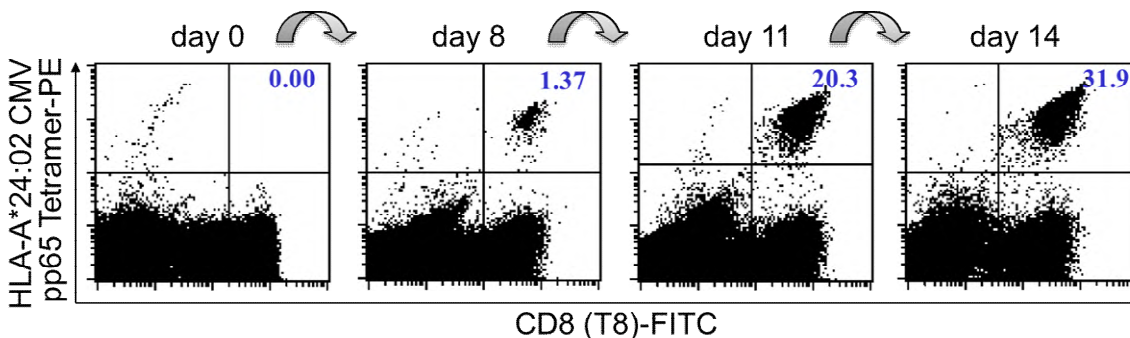 day 0 day 8 day 11 day 14
0.00 1.37 20.3 31.9
HLA-A*24:02 CMV
pp65 Tetramer-PE
CD8 (T8)-FITC